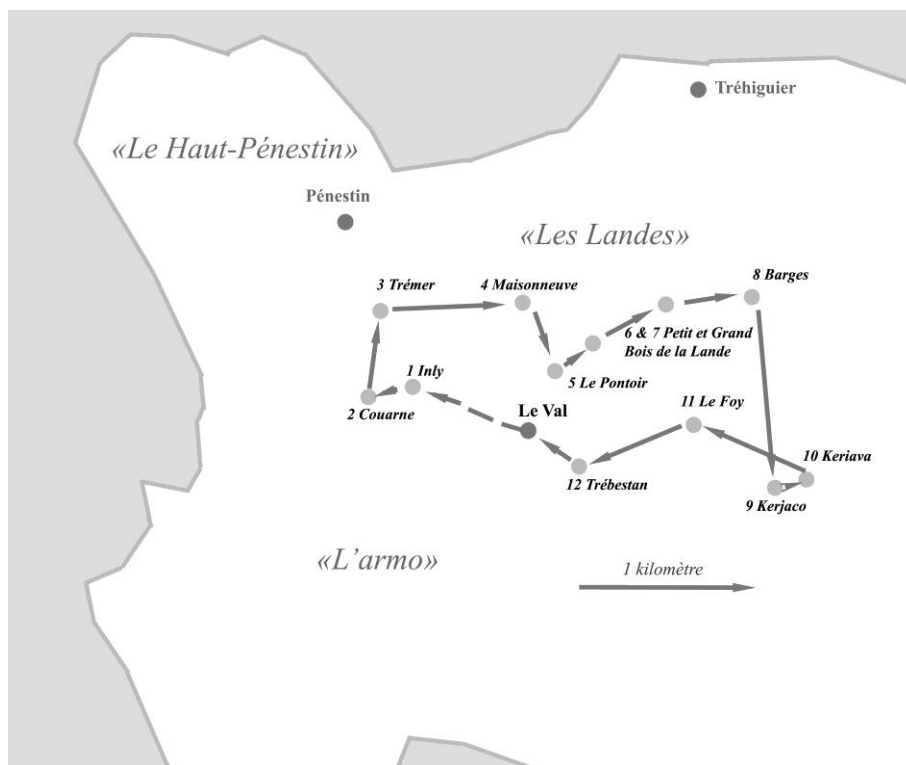 Tréhiguier
«Le Haut-Pénestin»
Pénestin
«Les Landes»
8 Barges
3 Trémer
4 Maisonneuve
6 & 7 Petit et Grand
Bois de la Lande
1 Inly
5 Le Pontoir
2 Couarne
Le Val
11 Le Foy
10 Keriava
12 Trébestan
9 Kerjaco
«L'armo»
1 kilomètre